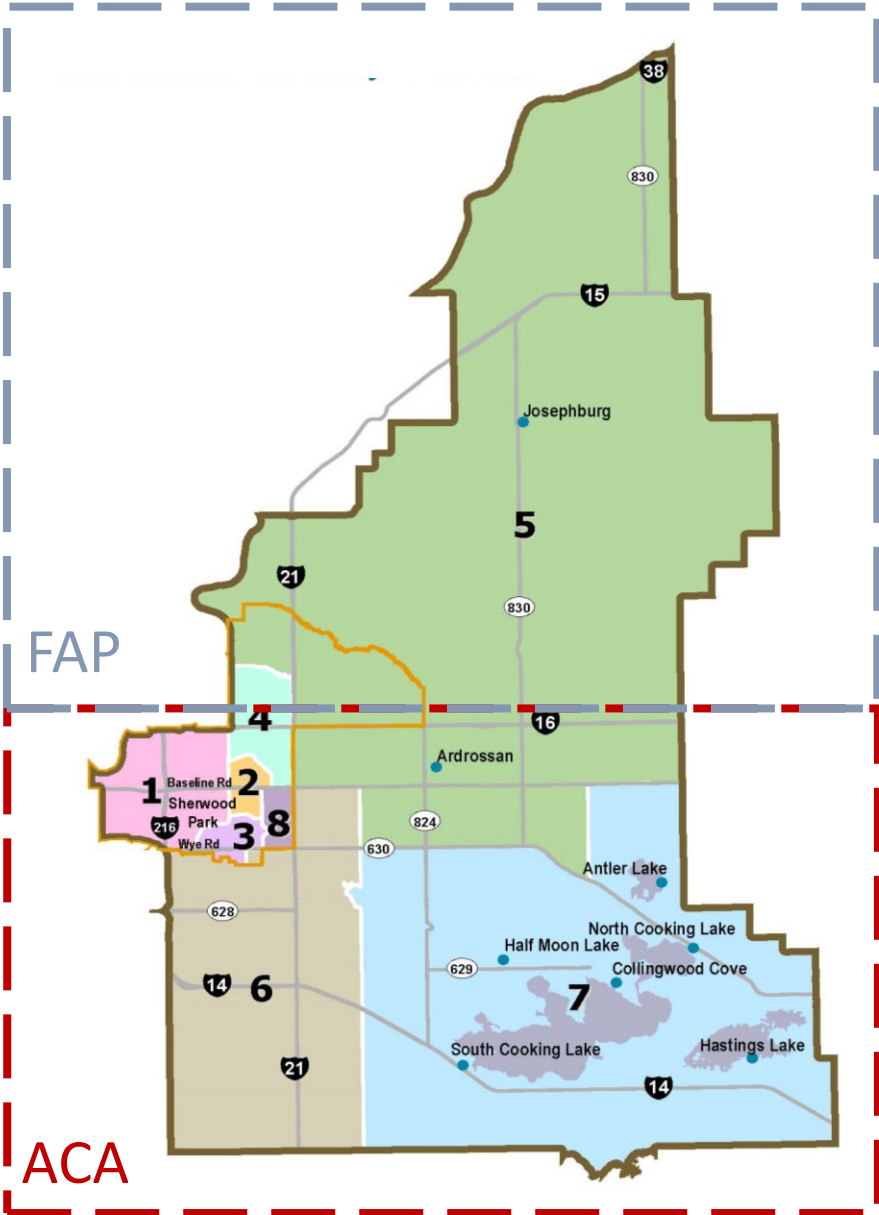 38
830
15
Josephburg
5
21
830
FAP
4
16
Ardrossan
1
Baseline Rd
2
Sherwood
Park
216
Wye Rd
3
8
824
630
Antler Lake
628
North Cooking Lake
Half Moon Lake
629
Collingwood Cove
14
6
7
South Cooking Lake
Hastings Lake
21
14
ACA